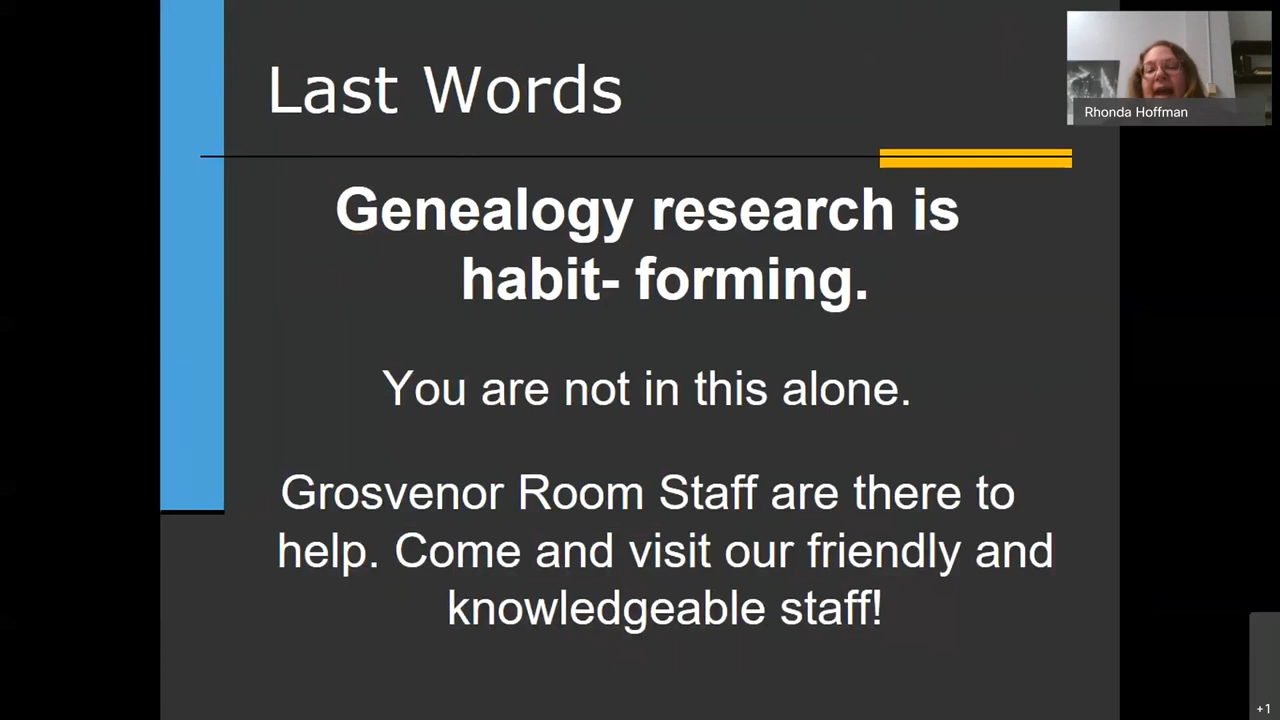 Last Words
Rhonda Hoffman
Genealogy research is
habit- forming.
You are not in this alone.
Grosvenor Room Staff are there to
help. Come and visit our friendly and
knowledgeable staff!
+1